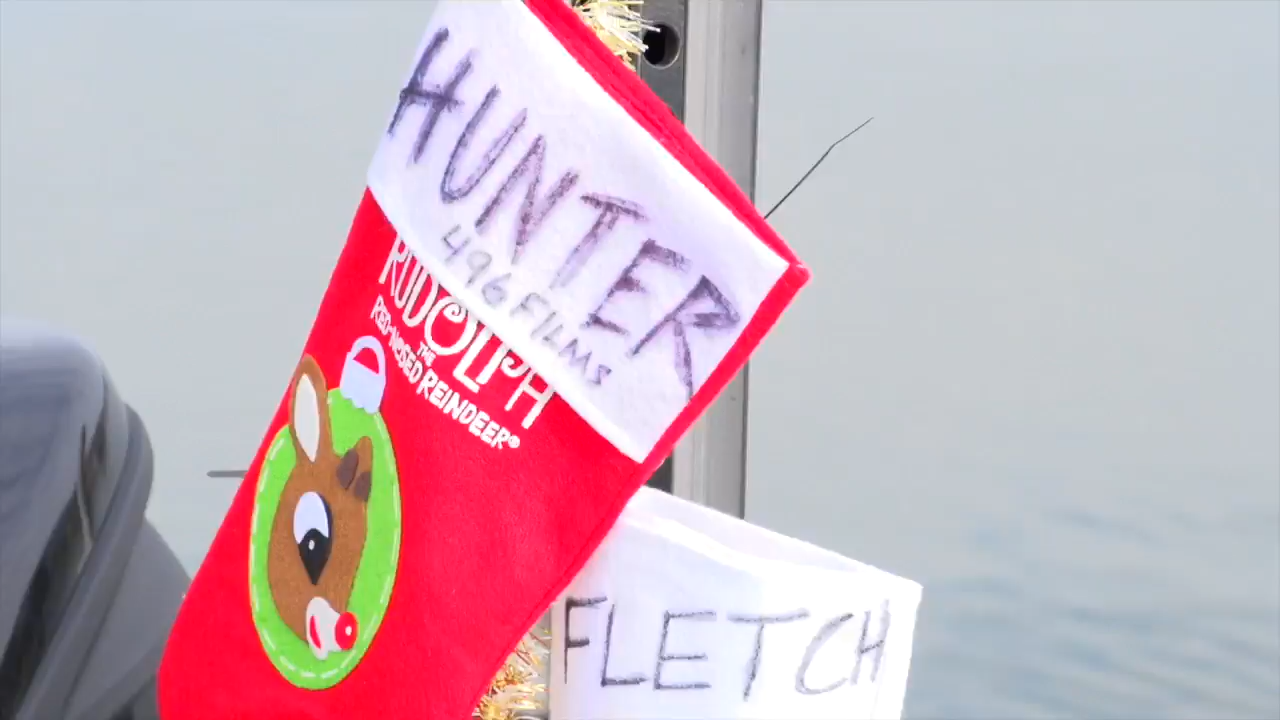 HUNTER
496 FILMS
RUDOLPH
THE
RED-NOSED REINDEER®
FLETCH